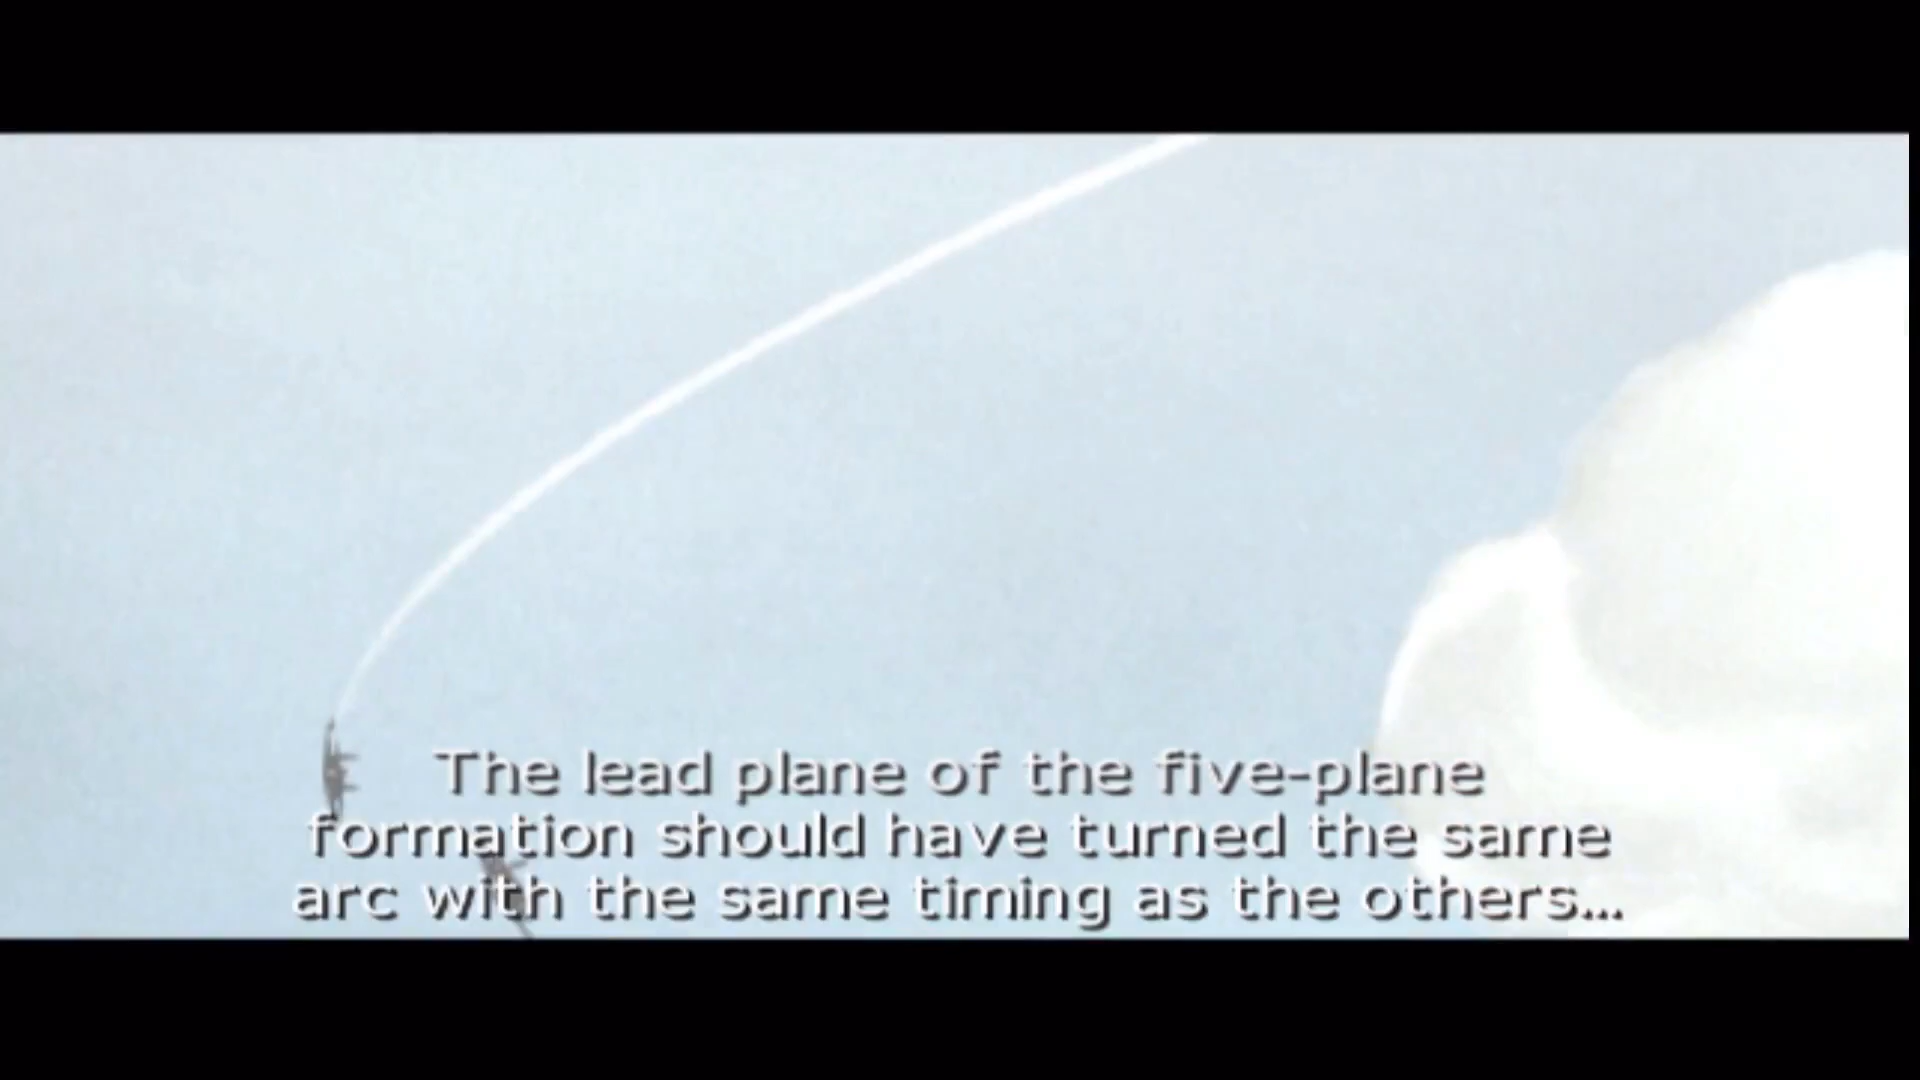 The lead plane of the five-plane
formation should have turned the same
arc with the same timing as the others...